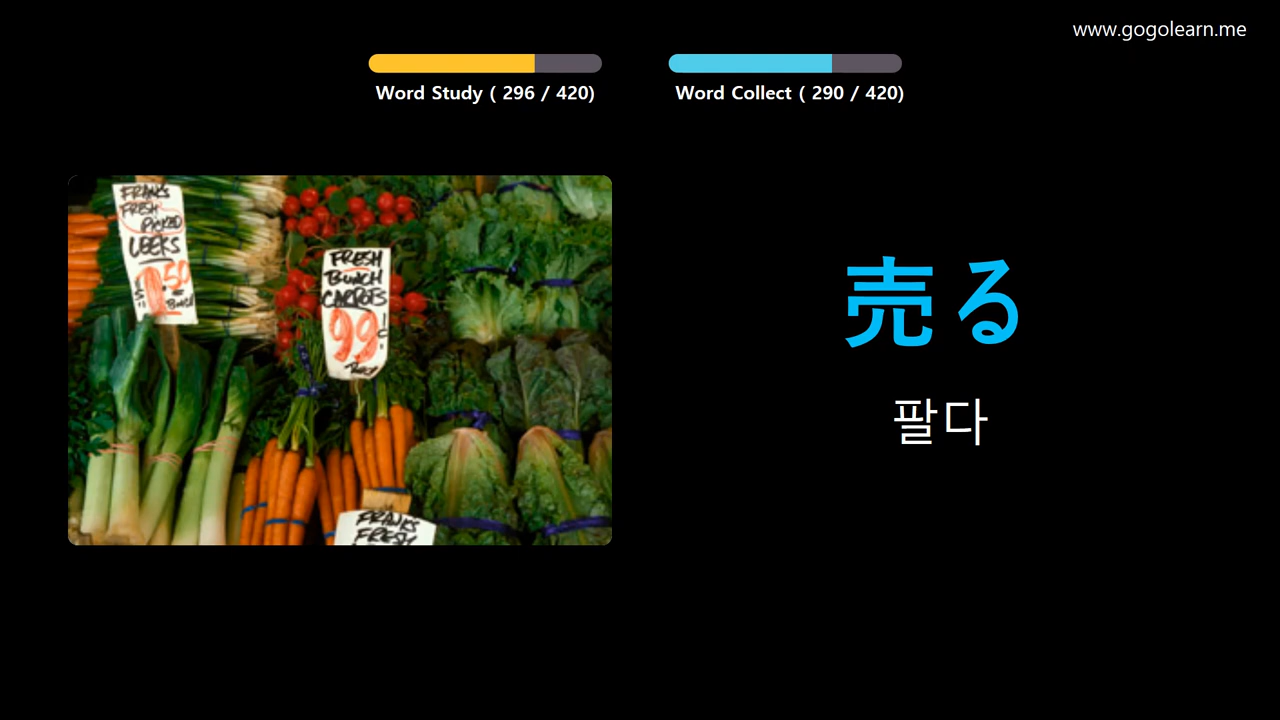 www.gogolearn.me
Word Study ( 296 / 420)
Word Collect ( 290 / 420)
FRANK'S
FRESH
PICKED
LEEKS
FRESH
BUNCH
CARROTS
99
FRANK'S
FRESH
売る
팔다